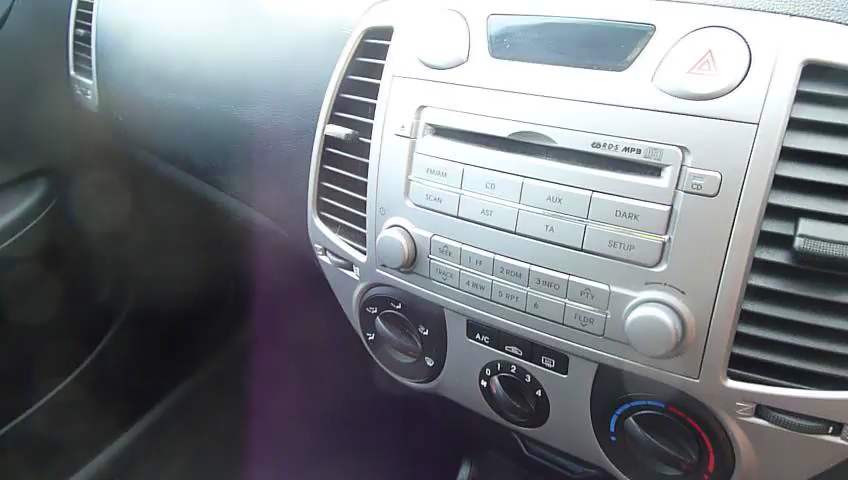 RDS MP3
CD
FM/AM CD AUX DARK
SCAN AST TA SETUP
SEEK 1 FF 2 RDM 3 INFO PTY
TRACK 4 REW 5 RPT 6 FLDR
A/C
0 1 2 3 4